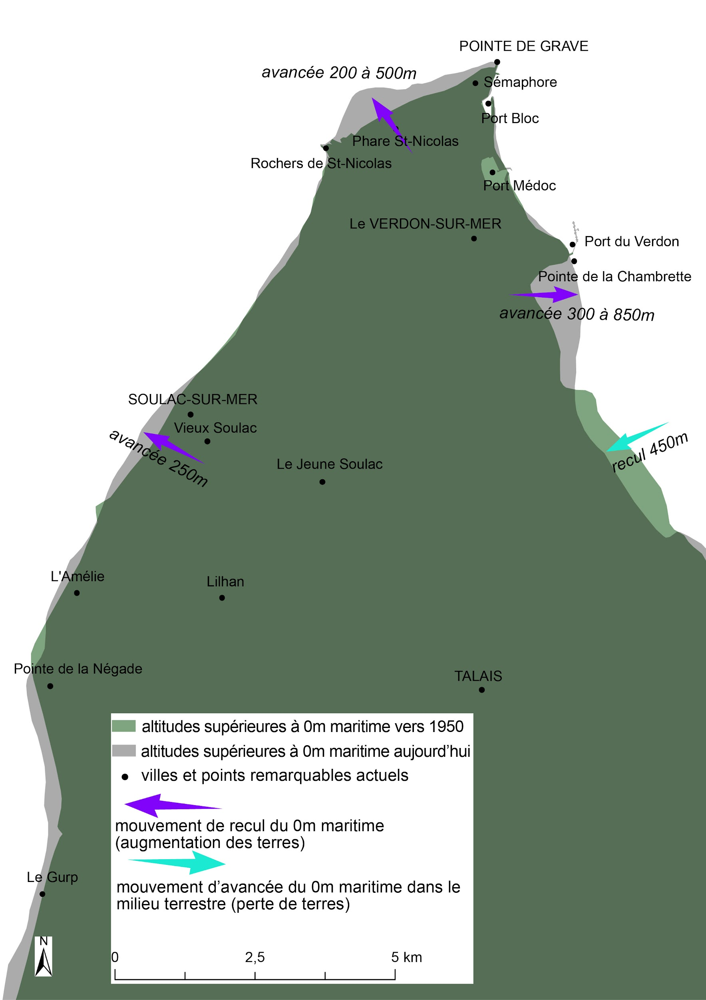 POINTE DE GRAVE
avancée 200 à 500m
Sémaphore
Port Bloc
Phare St-Nicolas
Rochers de St-Nicolas
Port Médoc
Le VERDON-SUR-MER
Port du Verdon
Pointe de la Chambrette
avancée 300 à 850m
SOULAC-SUR-MER
Vieux Soulac
avancée 250m
recul 450m
Le Jeune Soulac
L'Amélie
Lilhan
Pointe de la Négade
TALAIS
altitudes supérieures à 0m maritime vers 1950
altitudes supérieures à 0m maritime aujourd’hui
villes et points remarquables actuels
mouvement de recul du 0m maritime
(augmentation des terres)
mouvement d’avancée du 0m maritime dans le
milieu terrestre (perte de terres)
Le Gurp
N
0 2,5 5 km